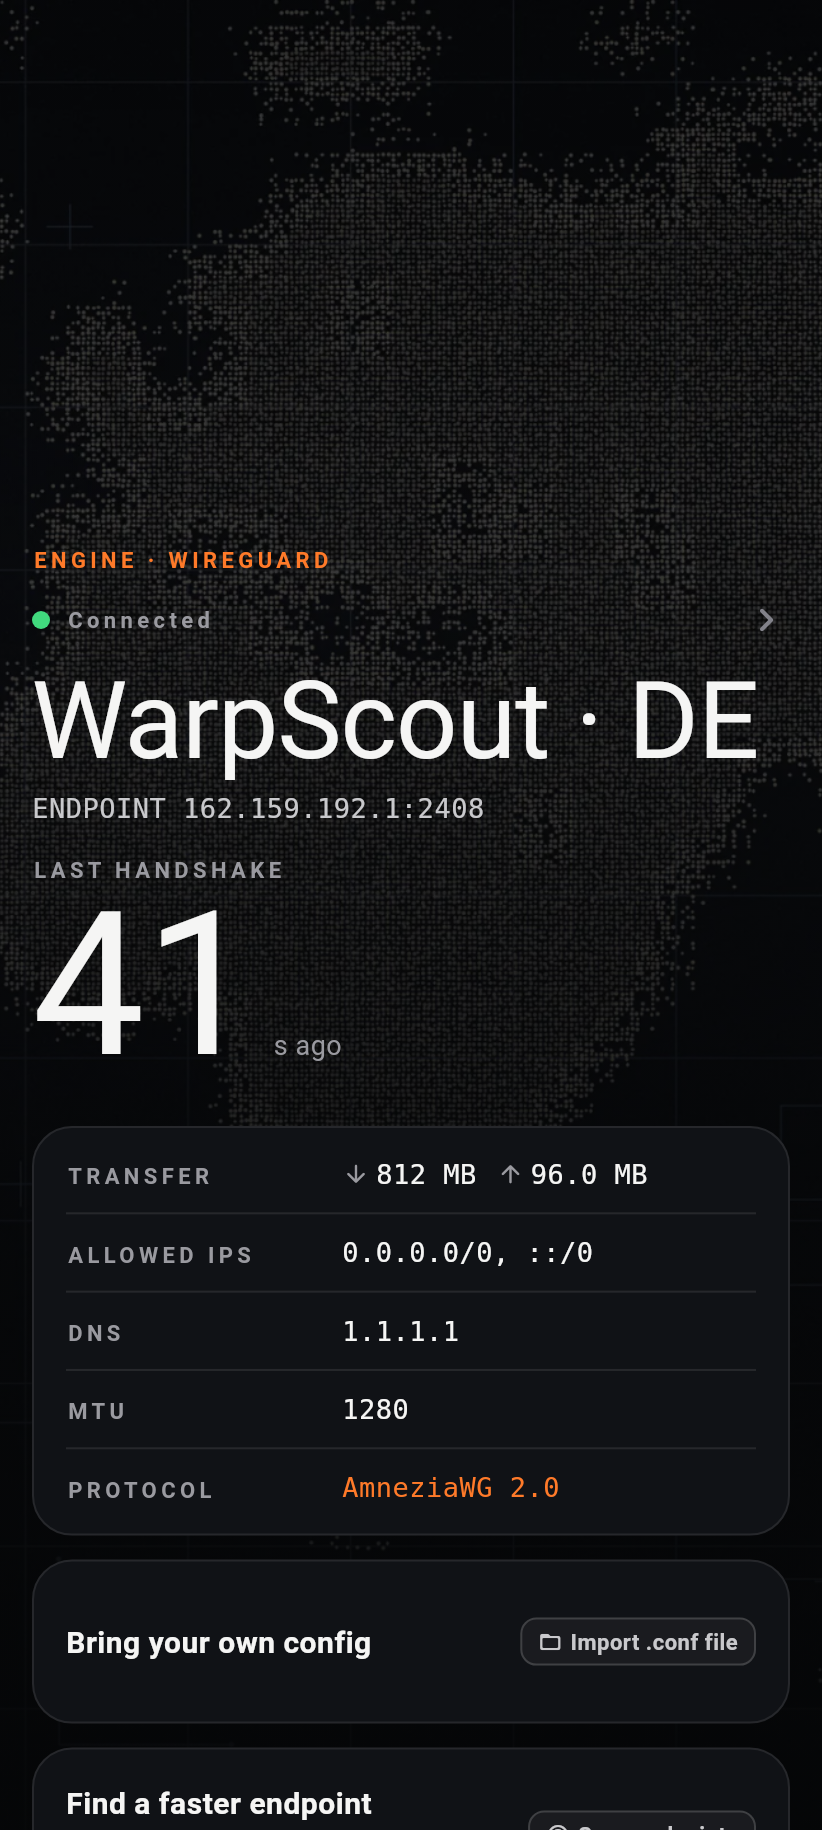 ENGINE · WIREGUARD
Connected
WarpScout · DE
ENDPOINT 162.159.192.1:2408
LAST HANDSHAKE
41 s ago
TRANSFER ↓ 812 MB ↑ 96.0 MB
ALLOWED IPS 0.0.0.0/0, ::/0
DNS 1.1.1.1
MTU 1280
PROTOCOL AmneziaWG 2.0
Bring your own config
Import .conf file
Find a faster endpoint